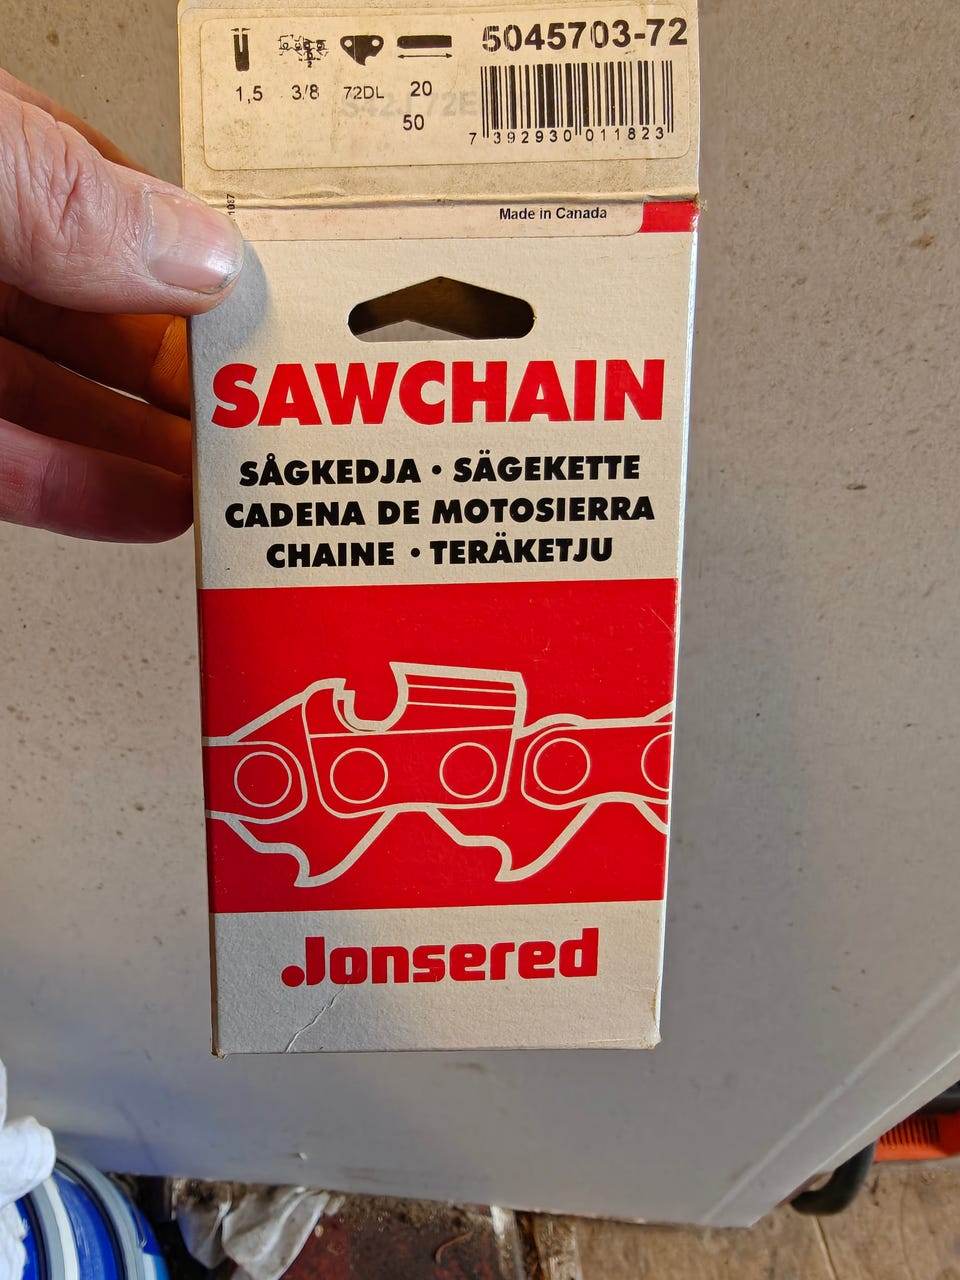 5045703-72
1,5 3/8 72DL 20
50
7 392930 011823
Made in Canada
SAWCHAIN
SÅGKEDJA • SÄGEKETTE
CADENA DE MOTOSIERRA
CHAINE • TERÄKETJU
Jonsered